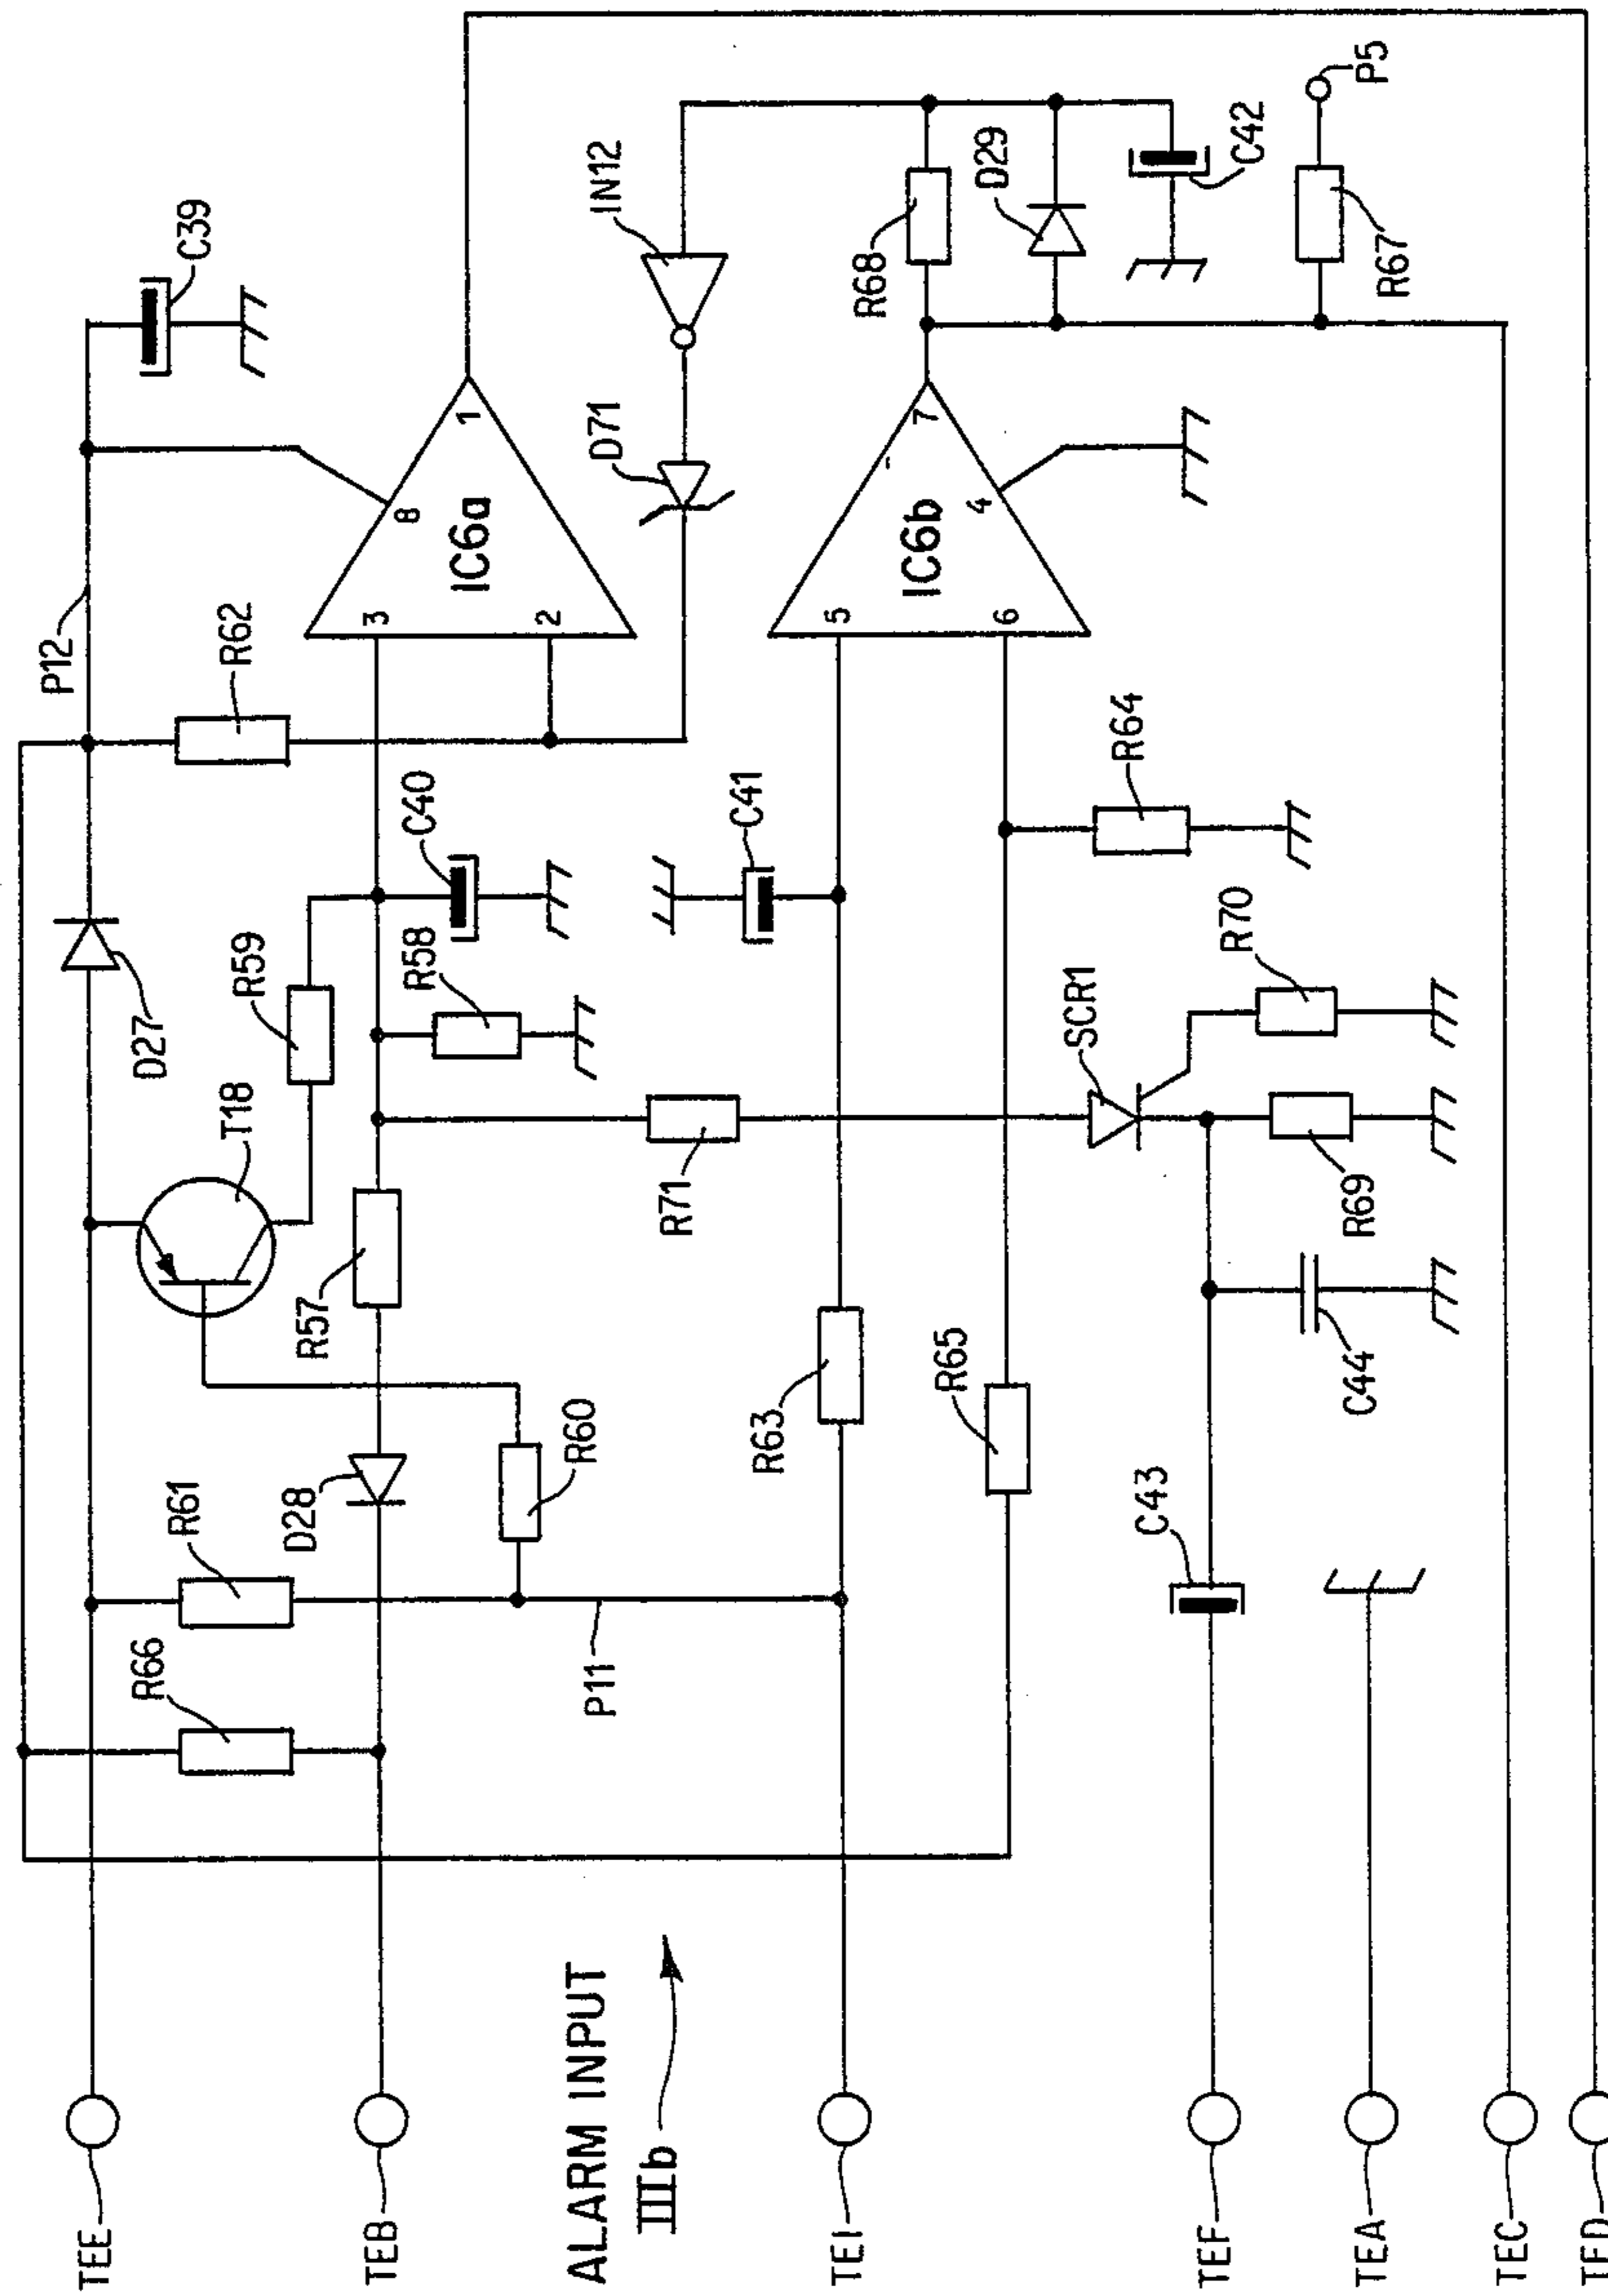 TEE
TEB
ALARM INPUT
IIIb
TEI
TEF
TEA
TEC
TED
R66
R61
P11
D28
R60
R57
T18
D27
R59
R58
C40
R63
R65
R71
C41
C43
C44
R69
SCR1
R70
R64
P12
R62
C39
3
2
8
1
IC6a
D71
IN12
5
6
7
4
IC6b
R68
D29
C42
R67
P5